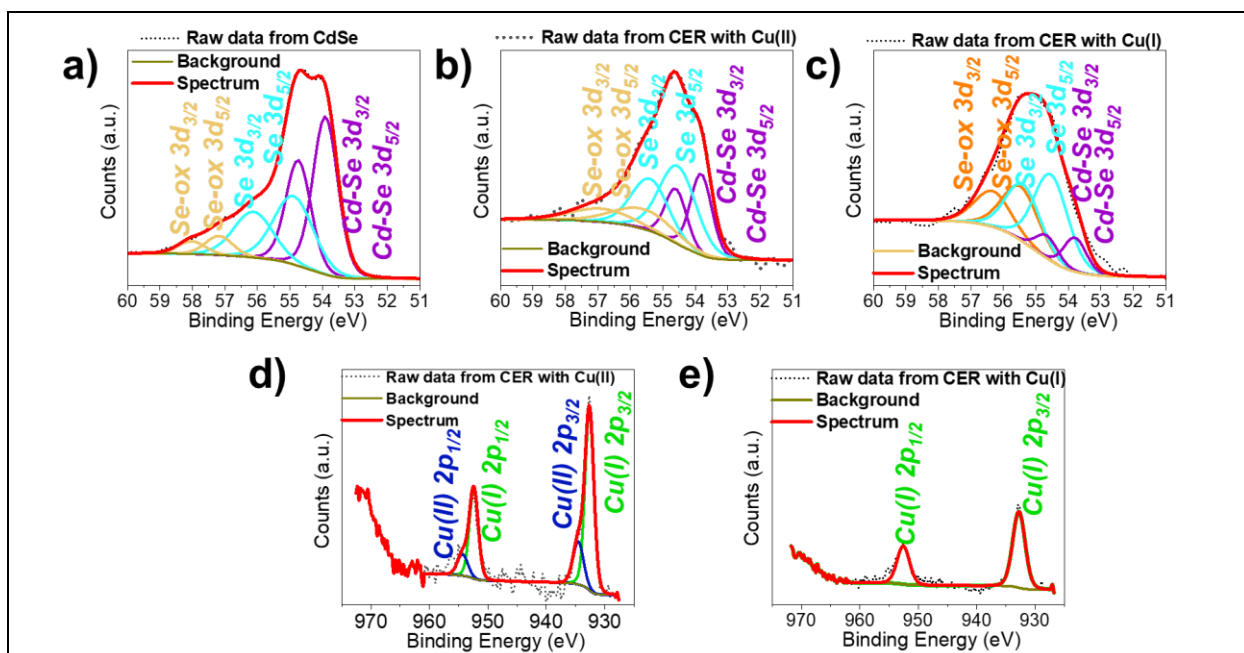 a)
Raw data from CdSe
Background
Spectrum
Se-ox 3d3/2
Se-ox 3d5/2
Se 3d3/2
Se 3d5/2
Cd-Se 3d3/2
Cd-Se 3d5/2
Counts (a.u.)
60 59 58 57 56 55 54 53 52 51
Binding Energy (eV)
b)
Raw data from CER with Cu(II)
Se-ox 3d3/2
Se-ox 3d5/2
Se 3d3/2
Se 3d5/2
Cd-Se 3d3/2
Cd-Se 3d5/2
Background
Spectrum
Counts (a.u.)
60 59 58 57 56 55 54 53 52 51
Binding Energy (eV)
c)
Raw data from CER with Cu(I)
Se-ox 3d3/2
Se-ox 3d5/2
Se 3d3/2
Se 3d5/2
Cd-Se 3d3/2
Cd-Se 3d5/2
Background
Spectrum
Counts (a.u.)
60 59 58 57 56 55 54 53 52 51
Binding Energy (eV)
d)
Raw data from CER with Cu(II)
Background
Spectrum
Cu(II) 2p1/2
Cu(I) 2p1/2
Cu(II) 2p3/2
Cu(I) 2p3/2
Counts (a.u.)
970 960 950 940 930
Binding Energy (eV)
e)
Raw data from CER with Cu(I)
Background
Spectrum
Cu(I) 2p1/2
Cu(I) 2p3/2
Counts (a.u.)
970 960 950 940 930
Binding Energy (eV)